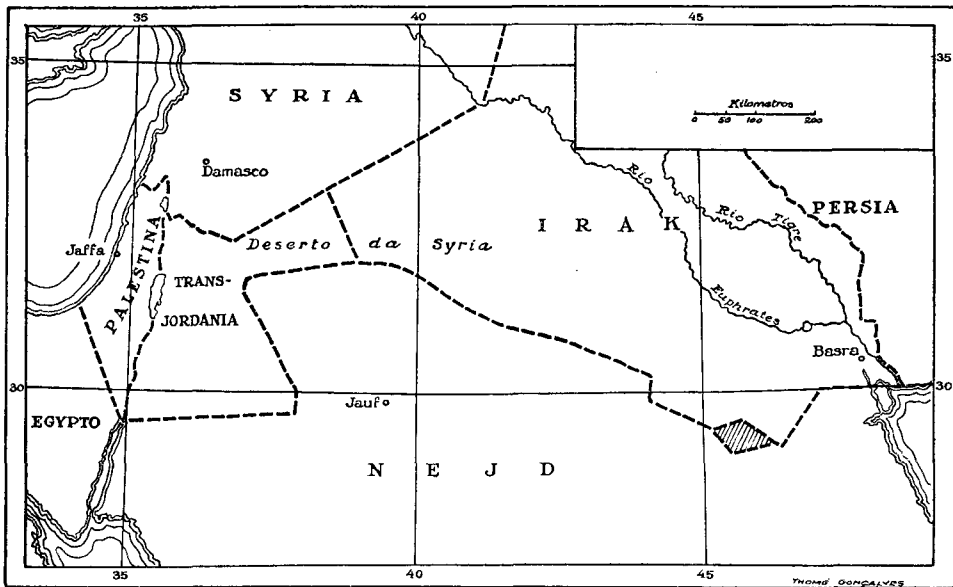 35
40
45
35
35
SYRIA
Kilometros
0 50 100 200
Damasco
Rio
Rio
Tigre
PERSIA
IRAK
Jaffa
PALESTINA
Deserto da Syria
TRANS-
JORDANIA
Euphrates
Basra
30
30
Jauf
EGYPTO
NEJD
35
40
45
THOMÉ GONÇALVES